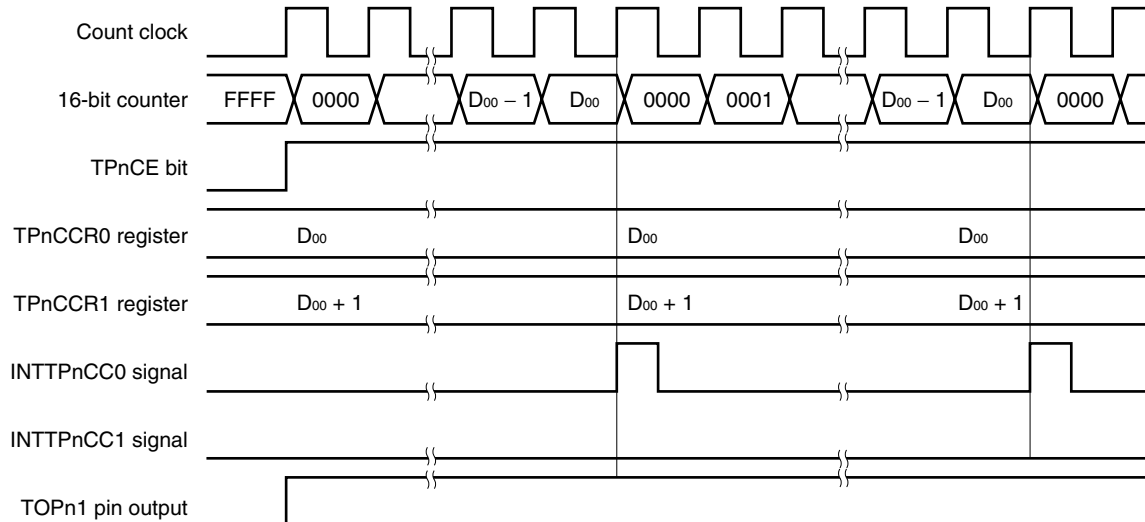 Count clock
16-bit counter FFFF 0000 D00 − 1 D00 0000 0001 D00 − 1 D00 0000
TPnCE bit
TPnCCR0 register D00 D00 D00
TPnCCR1 register D00 + 1 D00 + 1 D00 + 1
INTTPnCC0 signal
INTTPnCC1 signal
TOPn1 pin output